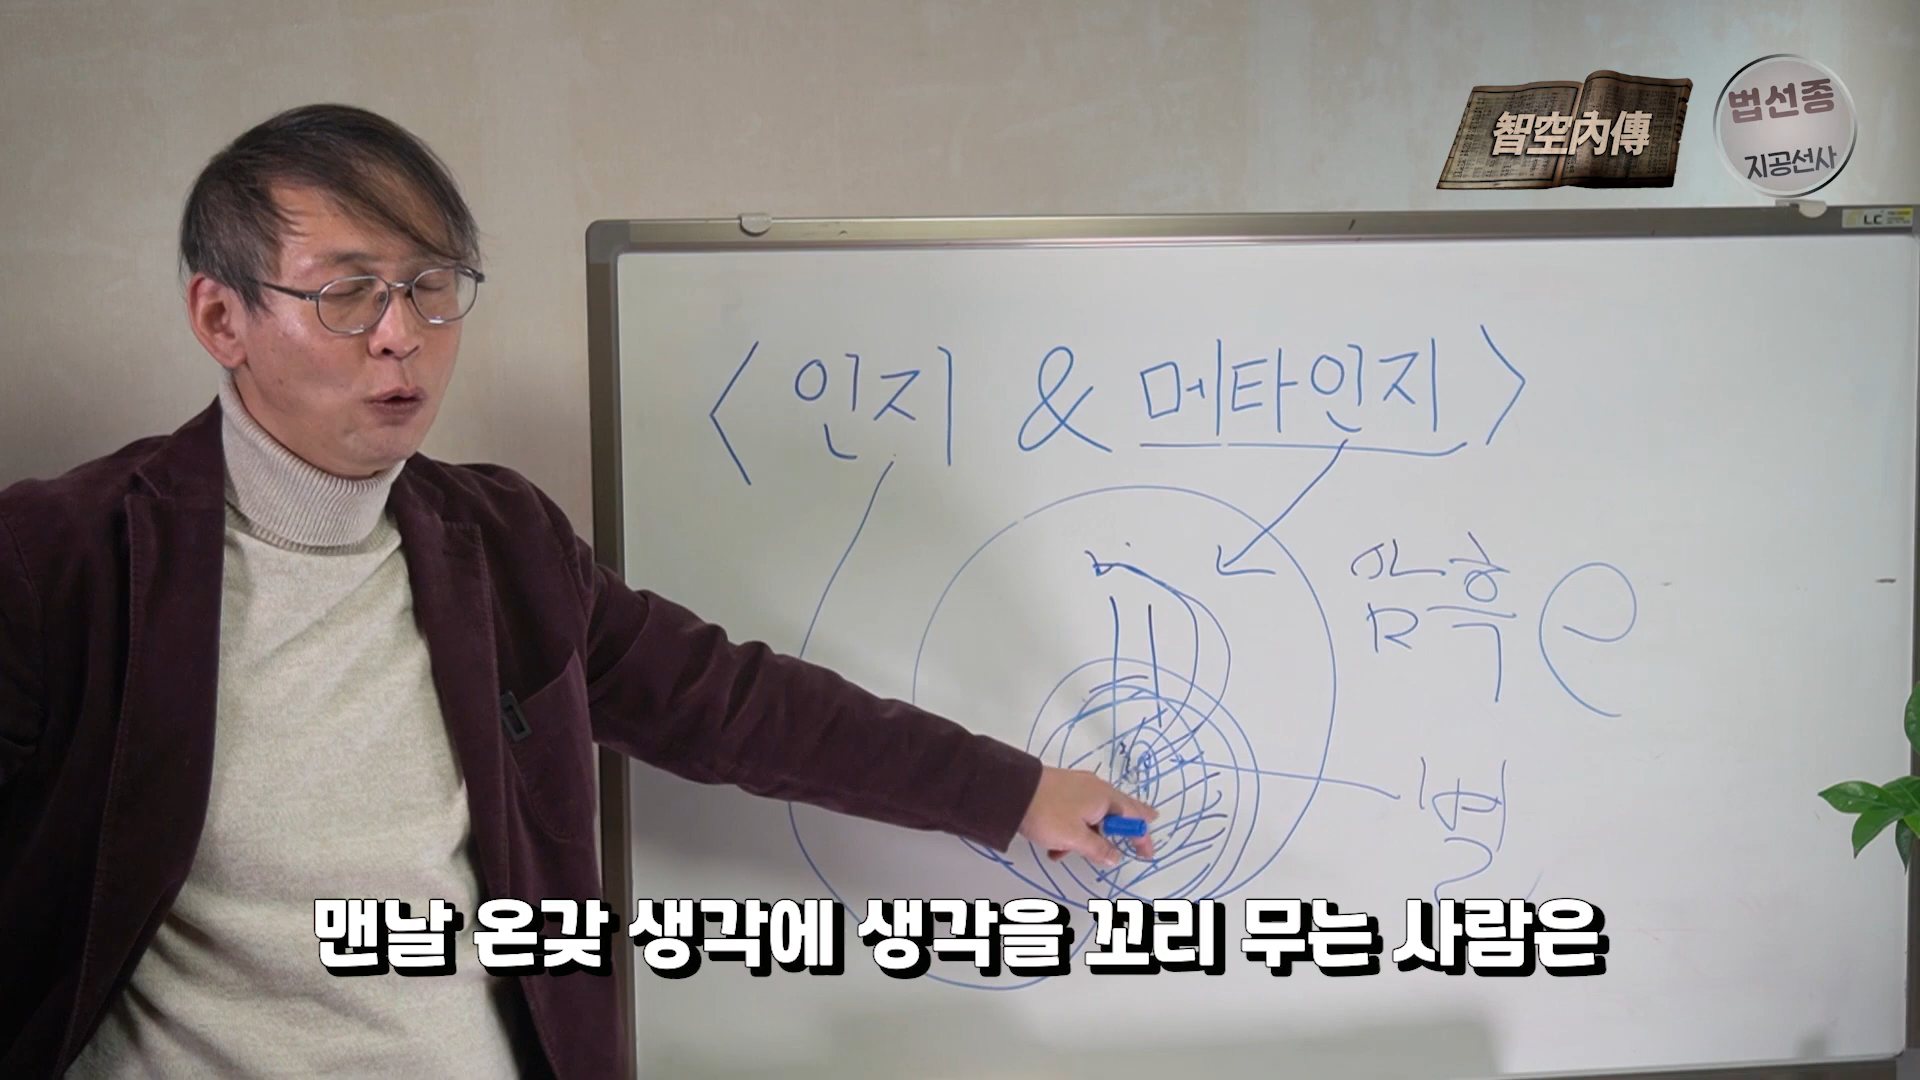 智空內傳
법선종
지공선사
LC
<인지 & 메타인지>
맨날 온갖 생각에 생각을 꼬리 무는 사람은